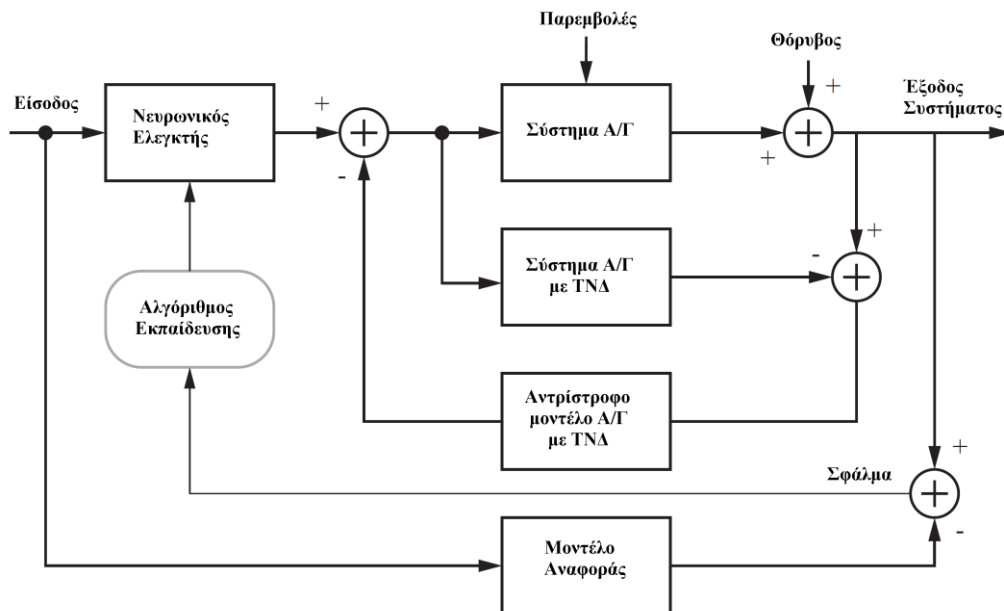 Παρεμβολές
Θόρυβος
Είσοδος
Νευρωνικός
Ελεγκτής
+
-
Σύστημα Α/Γ
+
+
Έξοδος
Συστήματος
Σύστημα Α/Γ
με ΤΝΔ
-
+
Αλγόριθμος
Εκπαίδευσης
Αντρίστροφο
μοντέλο Α/Γ
με ΤΝΔ
Σφάλμα
+
-
Μοντέλο
Αναφοράς